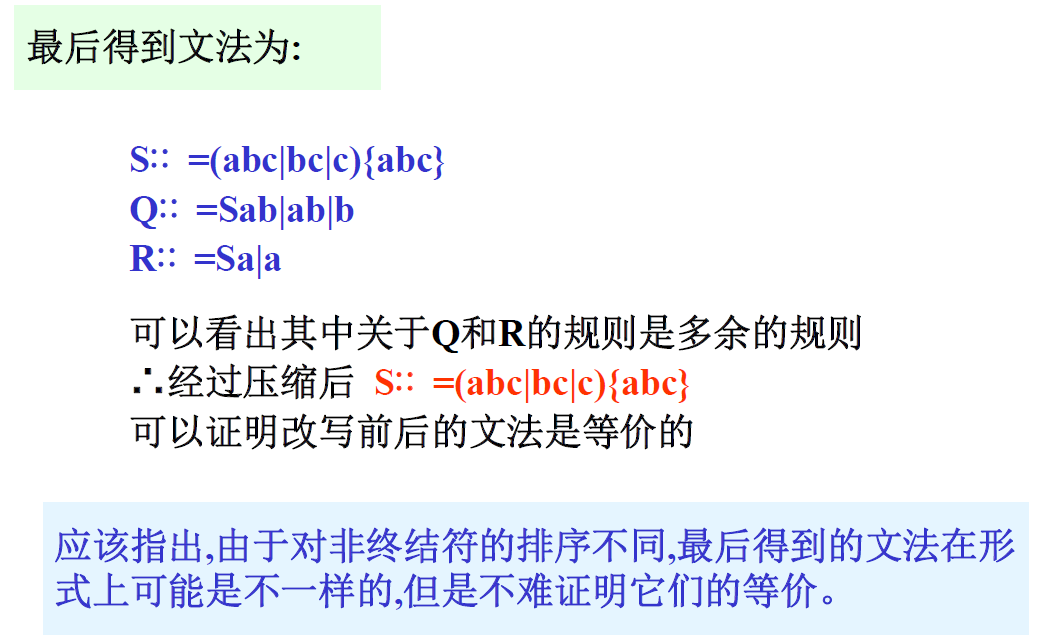 最后得到文法为:
S∷ =(abc|bc|c){abc}
Q∷ =Sab|ab|b
R∷ =Sa|a
可以看出其中关于Q和R的规则是多余的规则
∴经过压缩后 S∷ =(abc|bc|c){abc}
可以证明改写前后的文法是等价的
应该指出,由于对非终结符的排序不同,最后得到的文法在形
式上可能是不一样的,但是不难证明它们的等价。